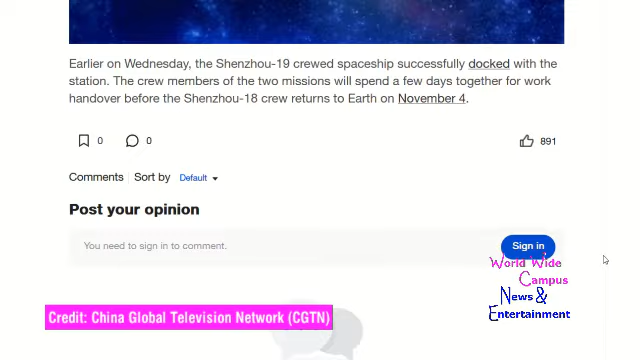 Earlier on Wednesday, the Shenzhou-19 crewed spaceship successfully docked with the
station. The crew members of the two missions will spend a few days together for work
handover before the Shenzhou-18 crew returns to Earth on November 4.
0 0 891
Comments Sort by Default
Post your opinion
You need to sign in to comment. Sign in
World Wide
Campus
News &
Entertainment
Credit: China Global Television Network (CGTN)